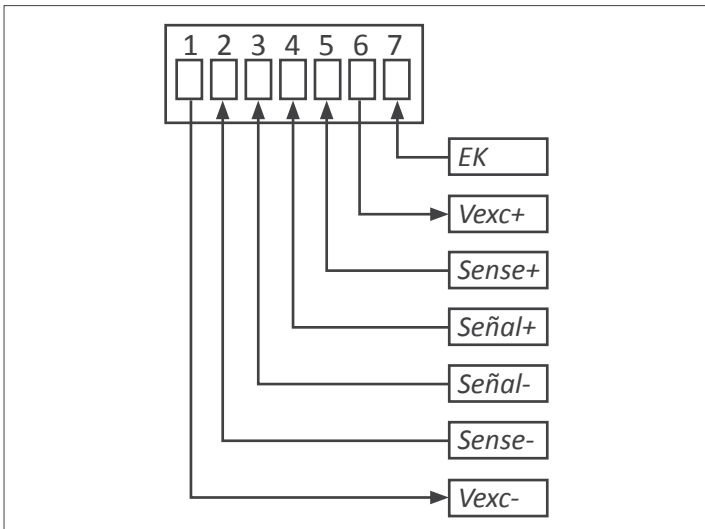 1 2 3 4 5 6 7
EK
Vexc+
Sense+
Señal+
Señal-
Sense-
Vexc-